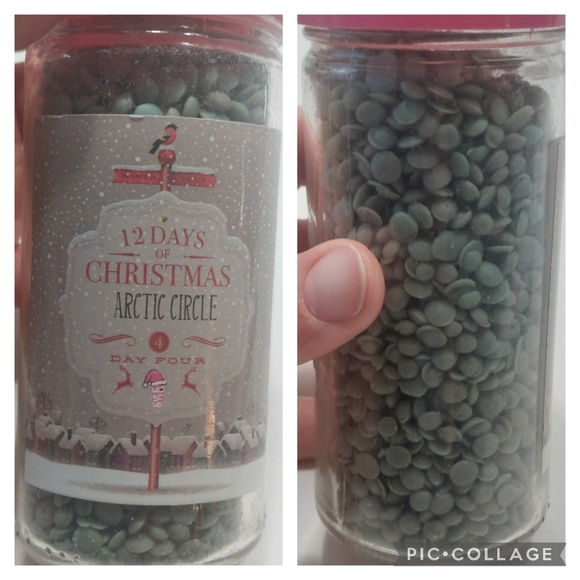 12 DAYS
OF
CHRISTMAS
ARCTIC CIRCLE
4
DAY FOUR
PIC•COLLAGE